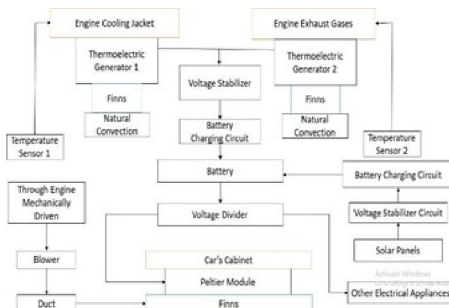 Engine Cooling Jacket
Engine Exhaust Gases
Thermoelectric
Generator 1
Thermoelectric
Generator 2
Voltage Stabilizer
Finns
Finns
Natural
Convection
Natural
Convection
Battery
Charging Circuit
Temperature
Sensor 1
Temperature
Sensor 2
Battery
Battery Charging Circuit
Through Engine
Mechanically
Driven
Voltage Divider
Voltage Stabilizer Circuit
Solar Panels
Blower
Car's Cabinet
Peltier Module
Activate Windows
Other Electrical Appliances
Duct
Finns